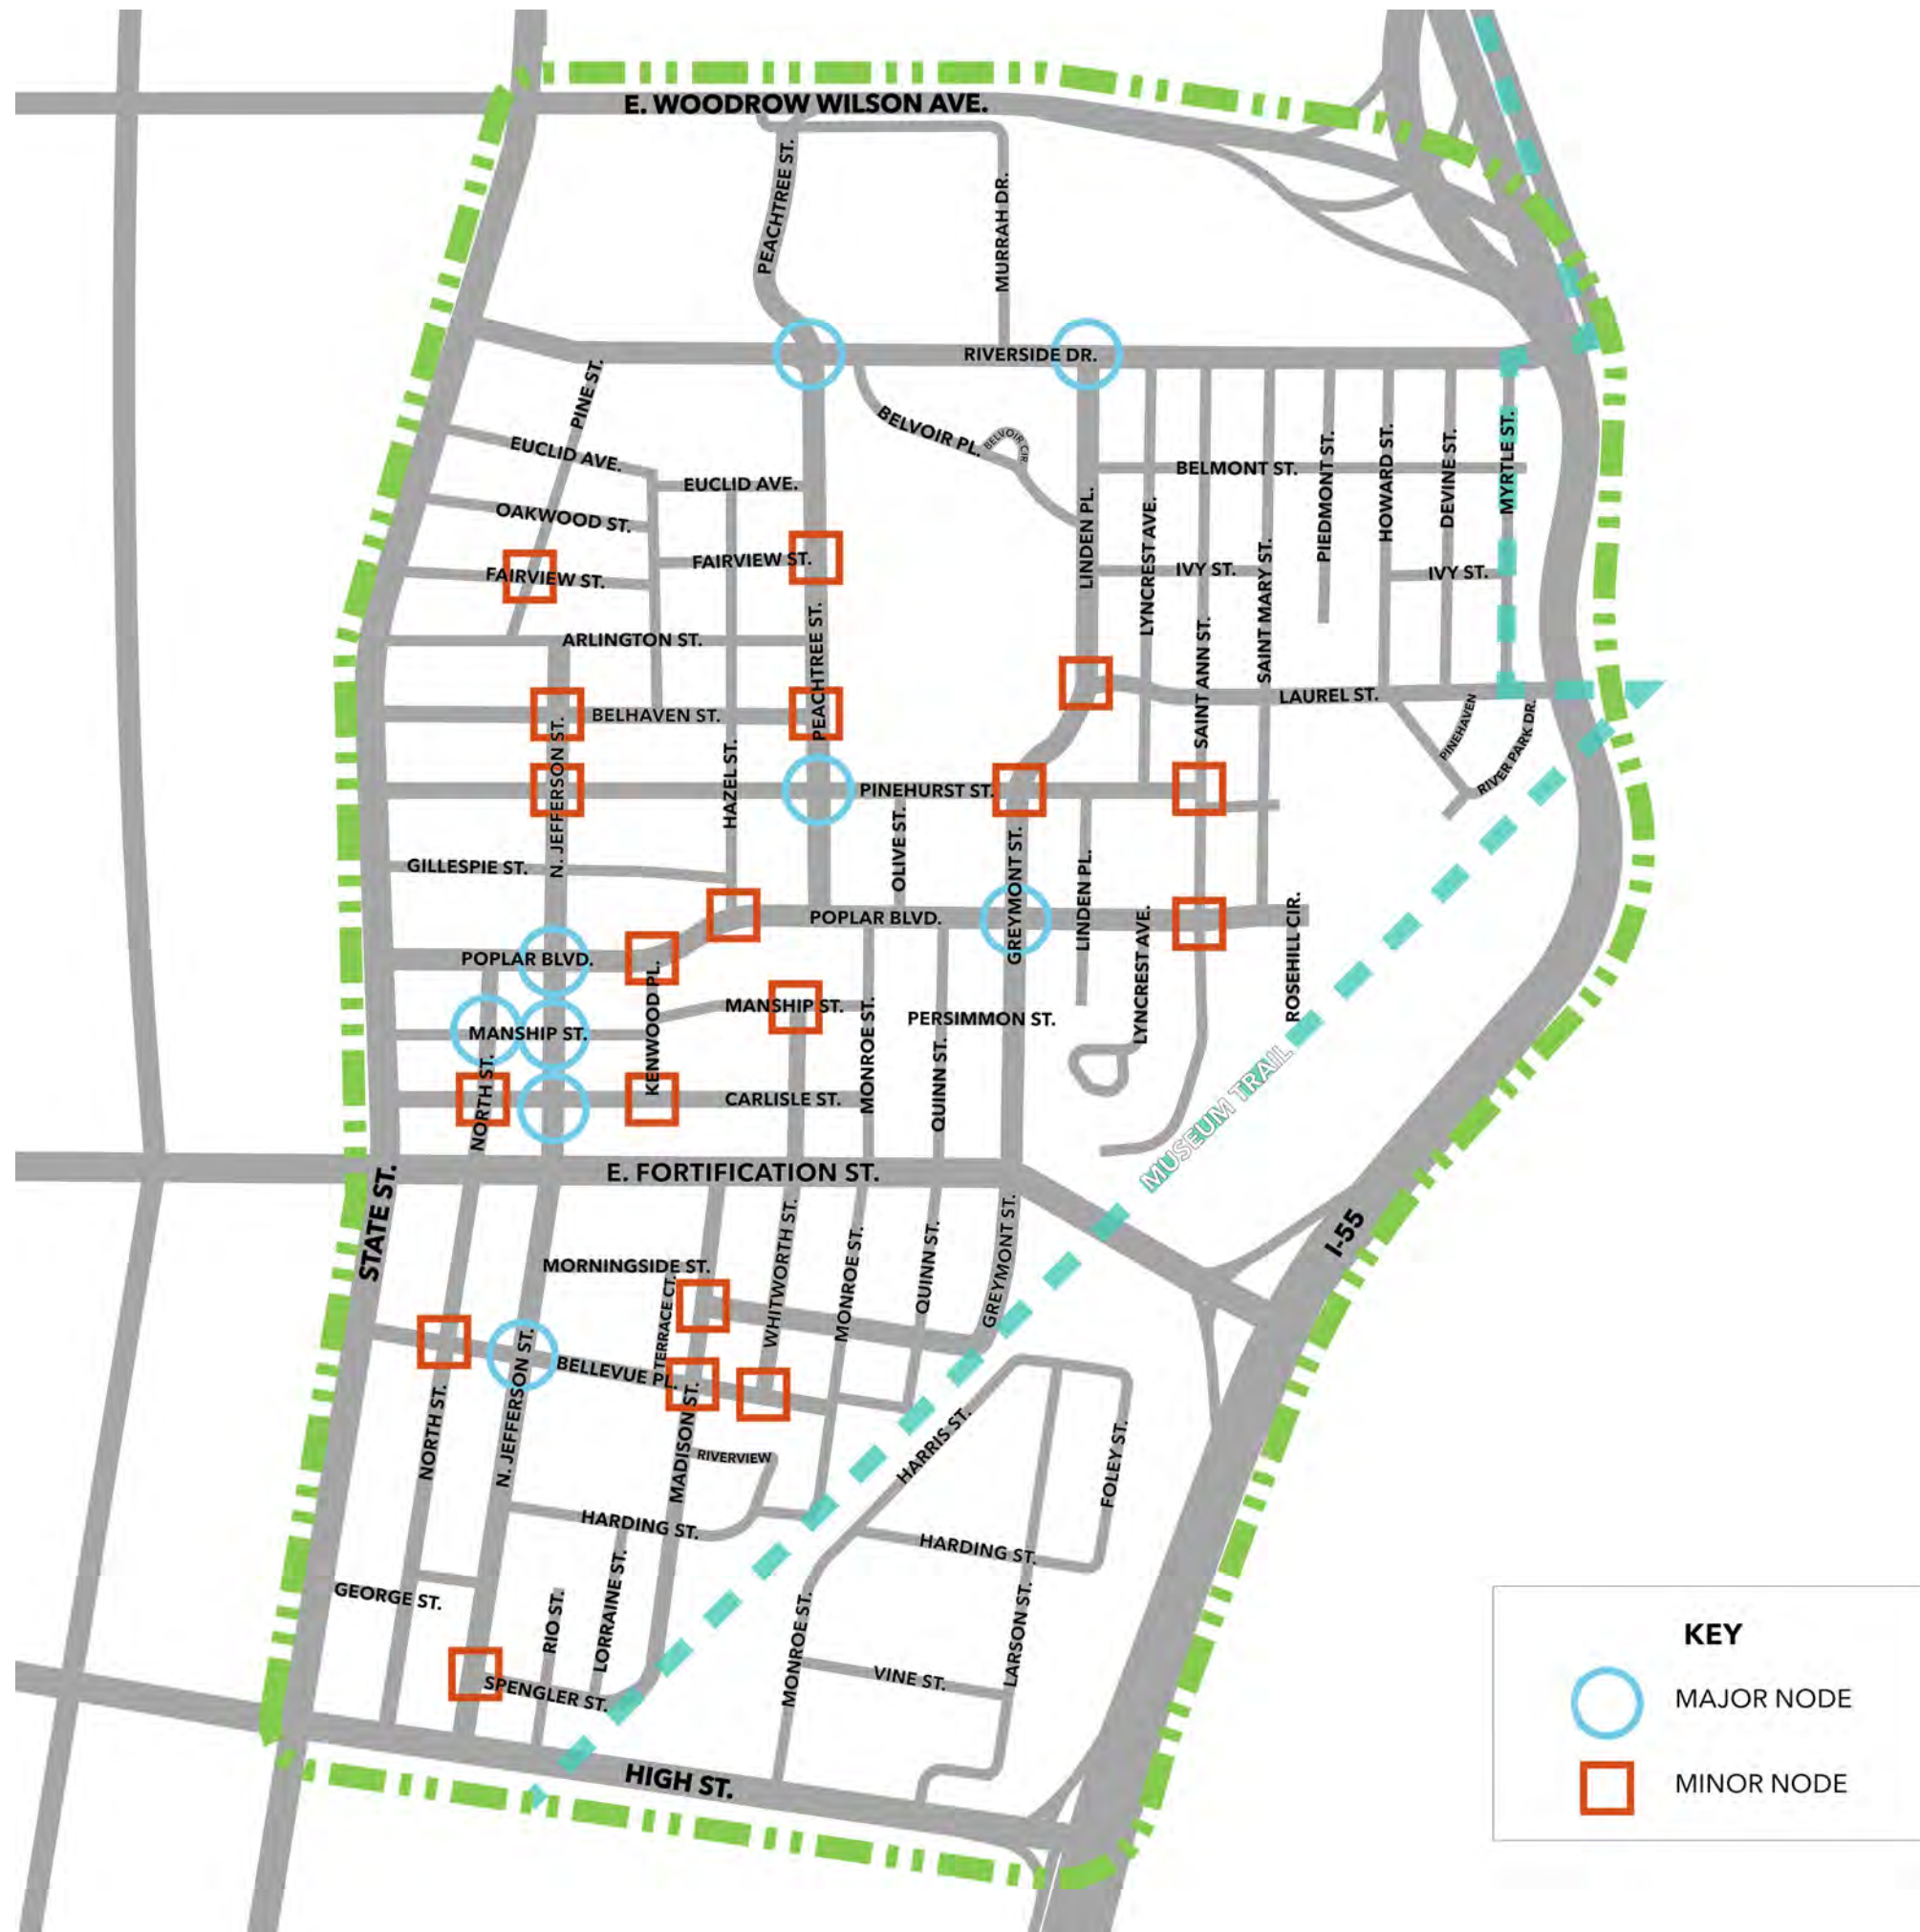 E. WOODROW WILSON AVE.
PEACHTREE ST.
MURRAH DR.
RIVERSIDE DR.
PINE ST.
BELVOIR PL.
BELVOIR CIR.
EUCLID AVE.
EUCLID AVE.
BELMONT ST.
PIEDMONT ST.
HOWARD ST.
DEVINE ST.
MYRTLE ST.
OAKWOOD ST.
LINDEN PL.
LYNCREST AVE.
FAIRVIEW ST.
FAIRVIEW ST.
IVY ST.
IVY ST.
SAINT MARY ST.
ARLINGTON ST.
PEACHTREE ST.
SAINT ANN ST.
LAUREL ST.
BELHAVEN ST.
PINEHAVEN
RIVER PARK DR.
N. JEFFERSON ST.
HAZEL ST.
PINEHURST ST.
OLIVE ST.
GREYMONT ST.
LINDEN PL.
GILLESPIE ST.
POPLAR BLVD.
POPLAR BLVD.
LYNCREST AVE.
ROSEHILL CIR.
KENWOOD PL.
MANSHIP ST.
MANSHIP ST.
MONROE ST.
PERSIMMON ST.
QUINN ST.
NORTH ST.
CARLISLE ST.
MUSEUM TRAIL
E. FORTIFICATION ST.
STATE ST.
I-55
MORNINGSIDE ST.
TERRACE CT.
WHITWORTH ST.
MONROE ST.
QUINN ST.
GREYMONT ST.
BELLEVUE PL.
N. JEFFERSON ST.
NORTH ST.
MADISON ST.
RIVERVIEW
HARRIS ST.
FOLEY ST.
HARDING ST.
HARDING ST.
GEORGE ST.
RIO ST.
LORRAINE ST.
MONROE ST.
LARSON ST.
VINE ST.
SPENGLER ST.
HIGH ST.
KEY
MAJOR NODE
MINOR NODE